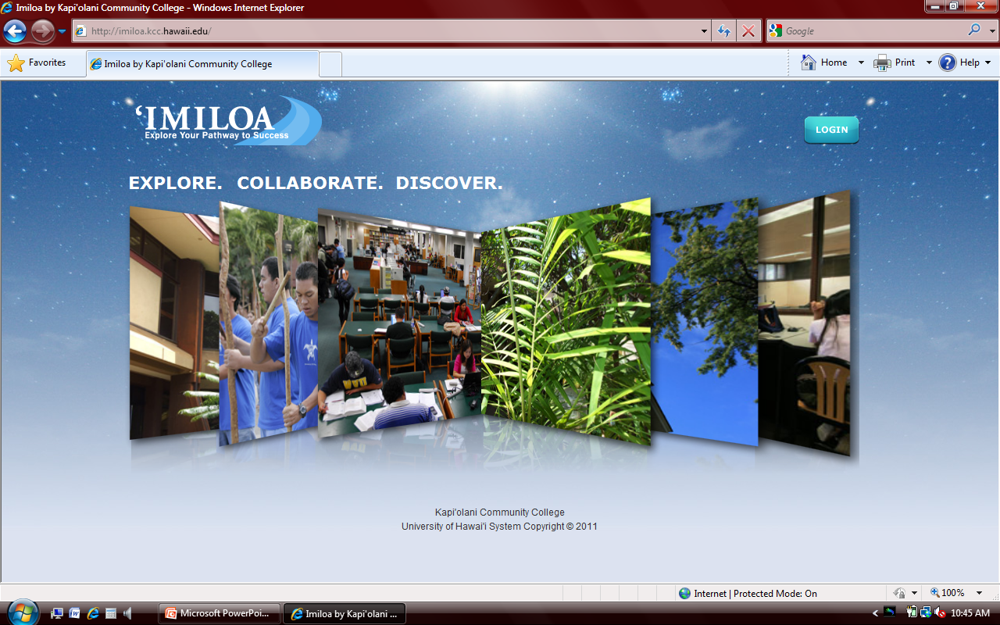 Imiloa by Kapi'olani Community College - Windows Internet Explorer
http://imiloa.kcc.hawaii.edu/
Google
Favorites
Imiloa by Kapi'olani Community College
Home
Print
Help
‘IMILOA
Explore Your Pathway to Success
LOGIN
EXPLORE. COLLABORATE. DISCOVER.
Kapi'olani Community College
University of Hawai'i System Copyright © 2011
Internet | Protected Mode: On
100%
Microsoft PowerPoi...
Imiloa by Kapi'olani ...
10:45 AM